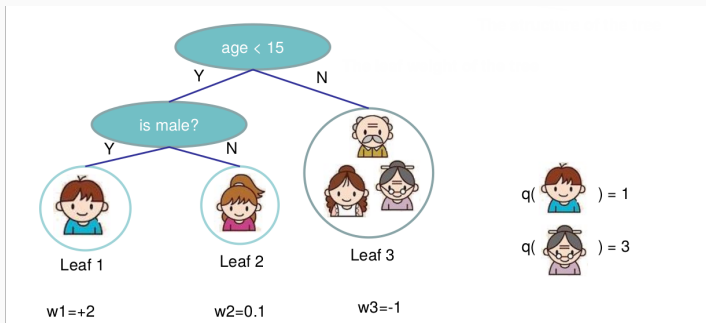 age < 15
Y
N
is male?
Y
N
q( ) = 1
q( ) = 3
Leaf 1
Leaf 2
Leaf 3
w1=+2
w2=0.1
w3=-1